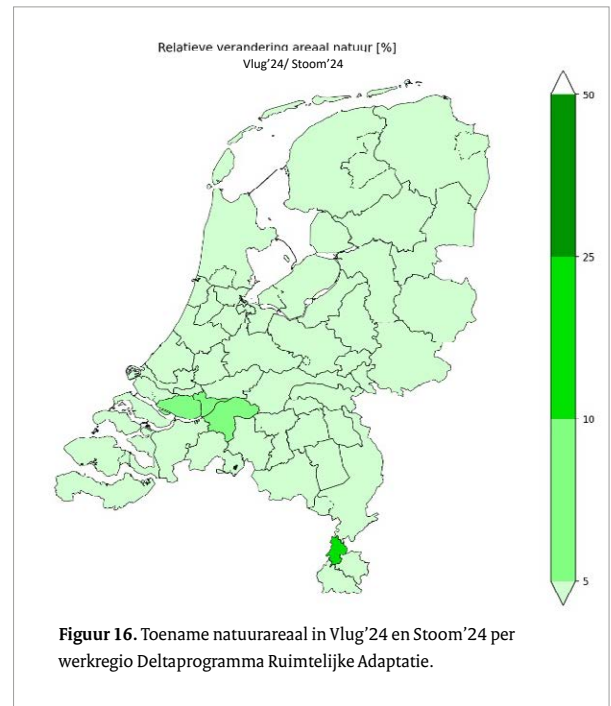 Relatieve verandering areaal natuur [%]
Vlug'24/ Stoom'24
50
25
10
5
Figuur 16. Toename natuurareaal in Vlug'24 en Stoom'24 per
werkregio Deltaprogramma Ruimtelijke Adaptatie.